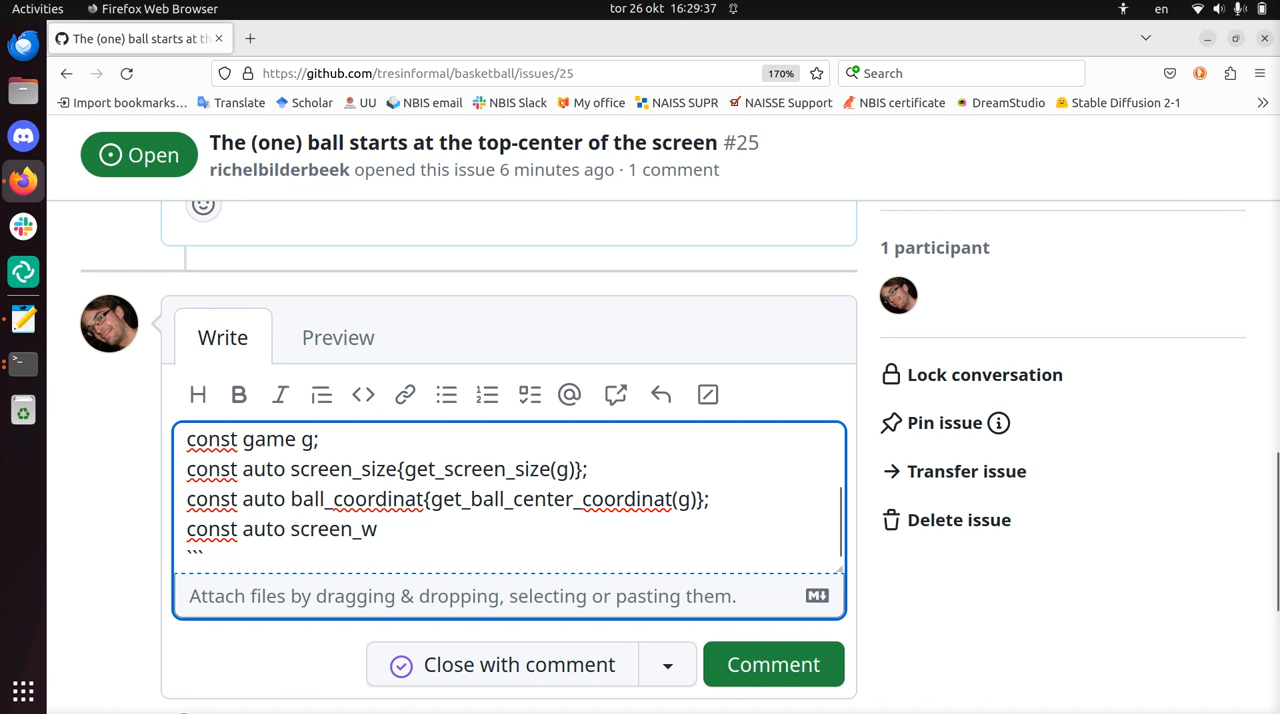 Activities
Firefox Web Browser
tor 26 okt 16:29:37
en
The (one) ball starts at th
https://github.com/tresinformal/basketball/issues/25
170%
Search
Import bookmarks...
Translate
Scholar
UU
NBIS email
NBIS Slack
My office
NAISS SUPR
NAISSE Support
NBIS certificate
DreamStudio
Stable Diffusion 2-1
Open
The (one) ball starts at the top-center of the screen #25
richelbilderbeek opened this issue 6 minutes ago · 1 comment
1 participant
Write
Preview
const game g;
const auto screen_size{get_screen_size(g)};
const auto ball_coordinat{get_ball_center_coordinat(g)};
const auto screen_w
```
Attach files by dragging & dropping, selecting or pasting them.
Close with comment
Comment
Lock conversation
Pin issue
Transfer issue
Delete issue